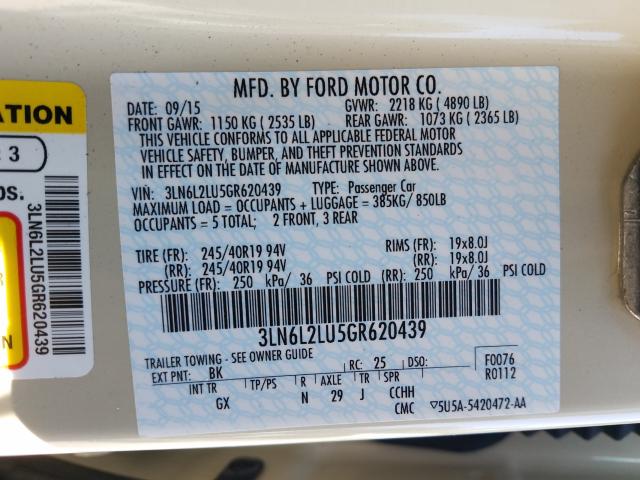 MFD. BY FORD MOTOR CO.
DATE: 09/15 GVWR: 2218 KG ( 4890 LB)
FRONT GAWR: 1150 KG ( 2535 LB) REAR GAWR: 1073 KG ( 2365 LB)
THIS VEHICLE CONFORMS TO ALL APPLICABLE FEDERAL MOTOR
VEHICLE SAFETY, BUMPER, AND THEFT PREVENTION STANDARDS
IN EFFECT ON THE DATE OF MANUFACTURE SHOWN ABOVE.
VIN: 3LN6L2LU5GR620439 TYPE: Passenger Car
MAXIMUM LOAD = OCCUPANTS + LUGGAGE = 385KG/ 850LB
OCCUPANTS = 5 TOTAL; 2 FRONT, 3 REAR
TIRE (FR): 245/40R19 94V RIMS (FR): 19x8.0J
(RR): 245/40R19 94V (RR): 19x8.0J
PRESSURE (FR): 250 kPa/ 36 PSI COLD (RR): 250 kPa/ 36 PSI COLD
3LN6L2LU5GR620439
TRAILER TOWING - SEE OWNER GUIDE
EXT PNT: BK RC: 25 DSO: F0076
R0112
INT TR TP/PS R AXLE TR SPR
GX N 29 J CCHH
CMC ▽5U5A-5420472-AA
ATION
: 3
os.
N
3LN6L2LU5GR620439